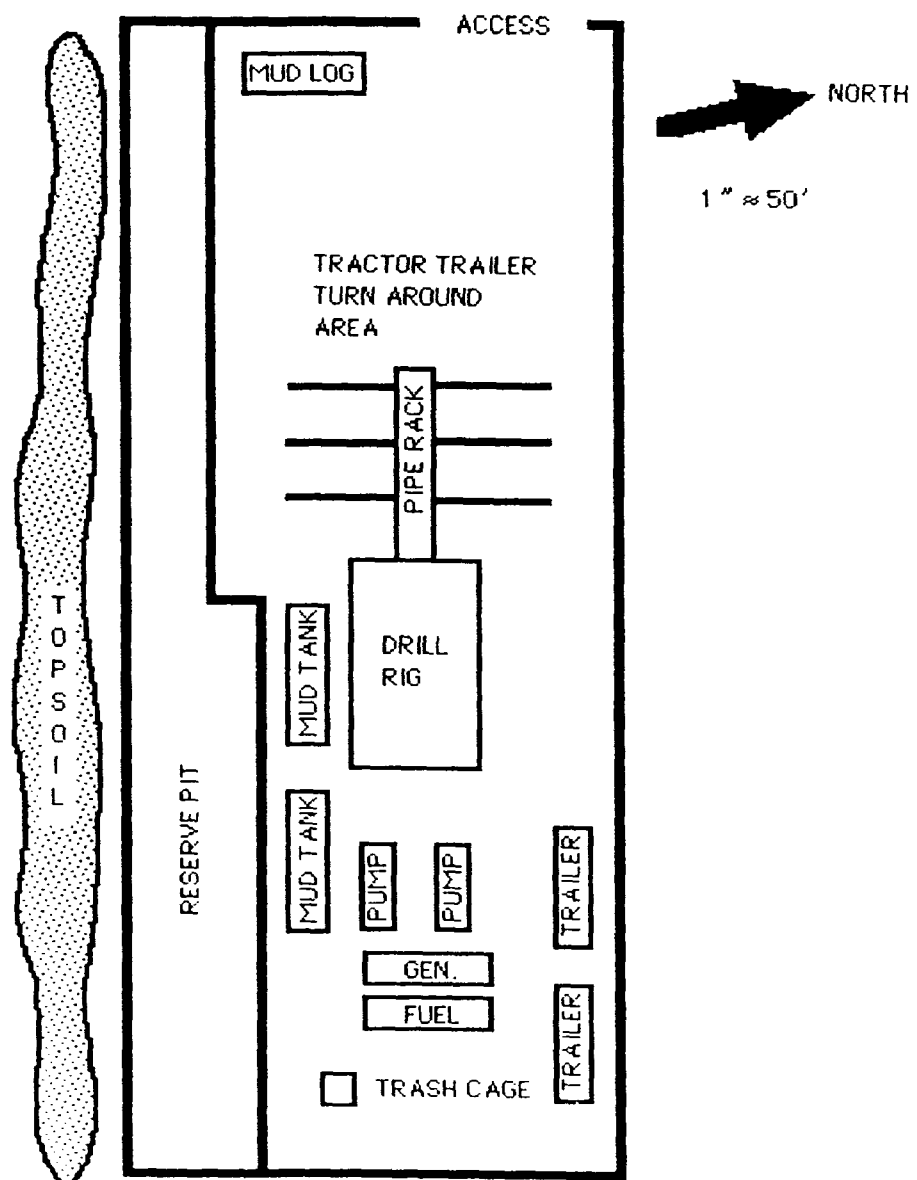 ACCESS
MUD LOG
NORTH
1" ≈ 50'
TRACTOR TRAILER
TURN AROUND
AREA
PIPE RACK
TOPSOIL
RESERVE PIT
MUD TANK
DRILL
RIG
MUD TANK
PUMP
PUMP
TRAILER
GEN.
FUEL
TRAILER
TRASH CAGE